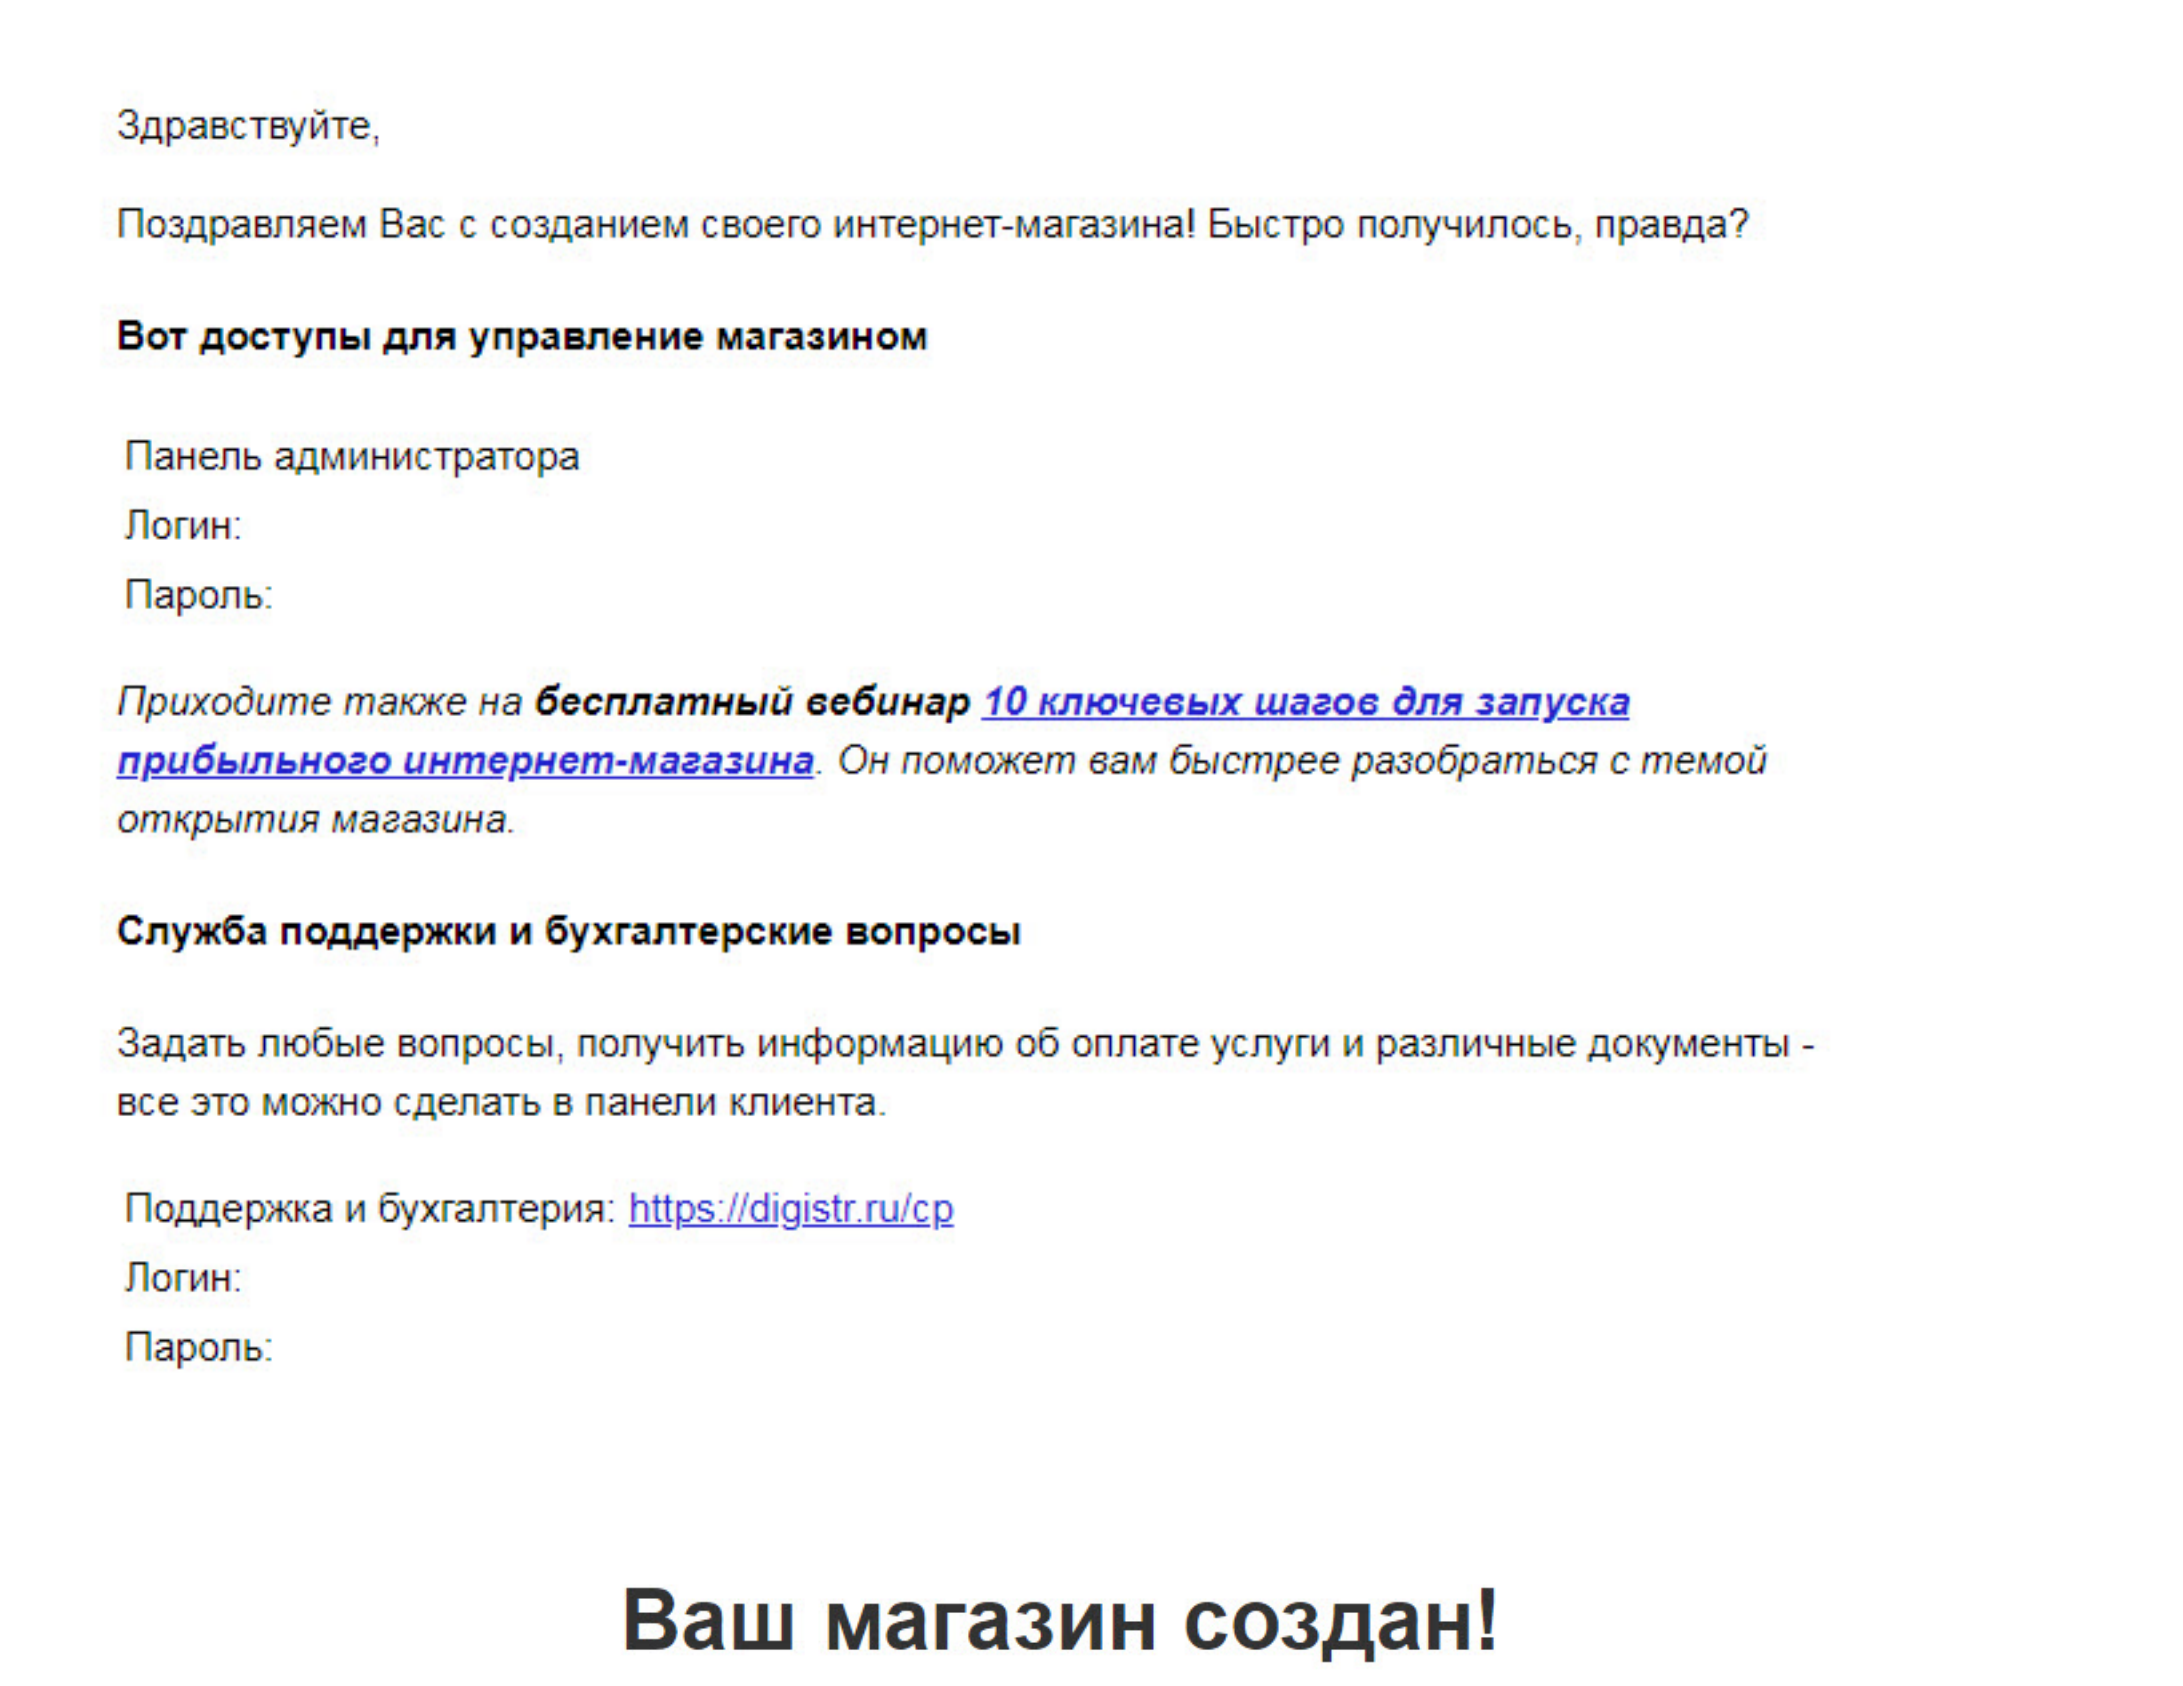 Здравствуйте,
Поздравляем Вас с созданием своего интернет-магазина! Быстро получилось, правда?
Вот доступы для управление магазином
Панель администратора
Логин:
Пароль:
Приходите также на бесплатный вебинар 10 ключевых шагов для запуска
прибыльного интернет-магазина. Он поможет вам быстрее разобраться с темой
открытия магазина.
Служба поддержки и бухгалтерские вопросы
Задать любые вопросы, получить информацию об оплате услуги и различные документы -
все это можно сделать в панели клиента.
Поддержка и бухгалтерия: https://digistr.ru/cp
Логин:
Пароль:
Ваш магазин создан!